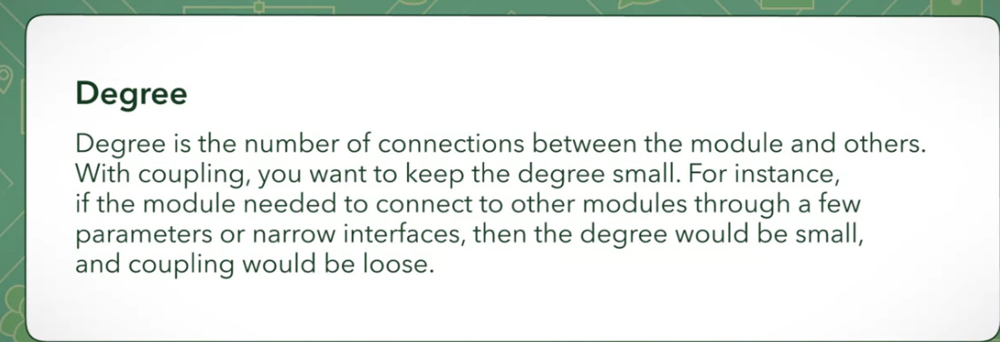 Degree
Degree is the number of connections between the module and others.
With coupling, you want to keep the degree small. For instance,
if the module needed to connect to other modules through a few
parameters or narrow interfaces, then the degree would be small,
and coupling would be loose.